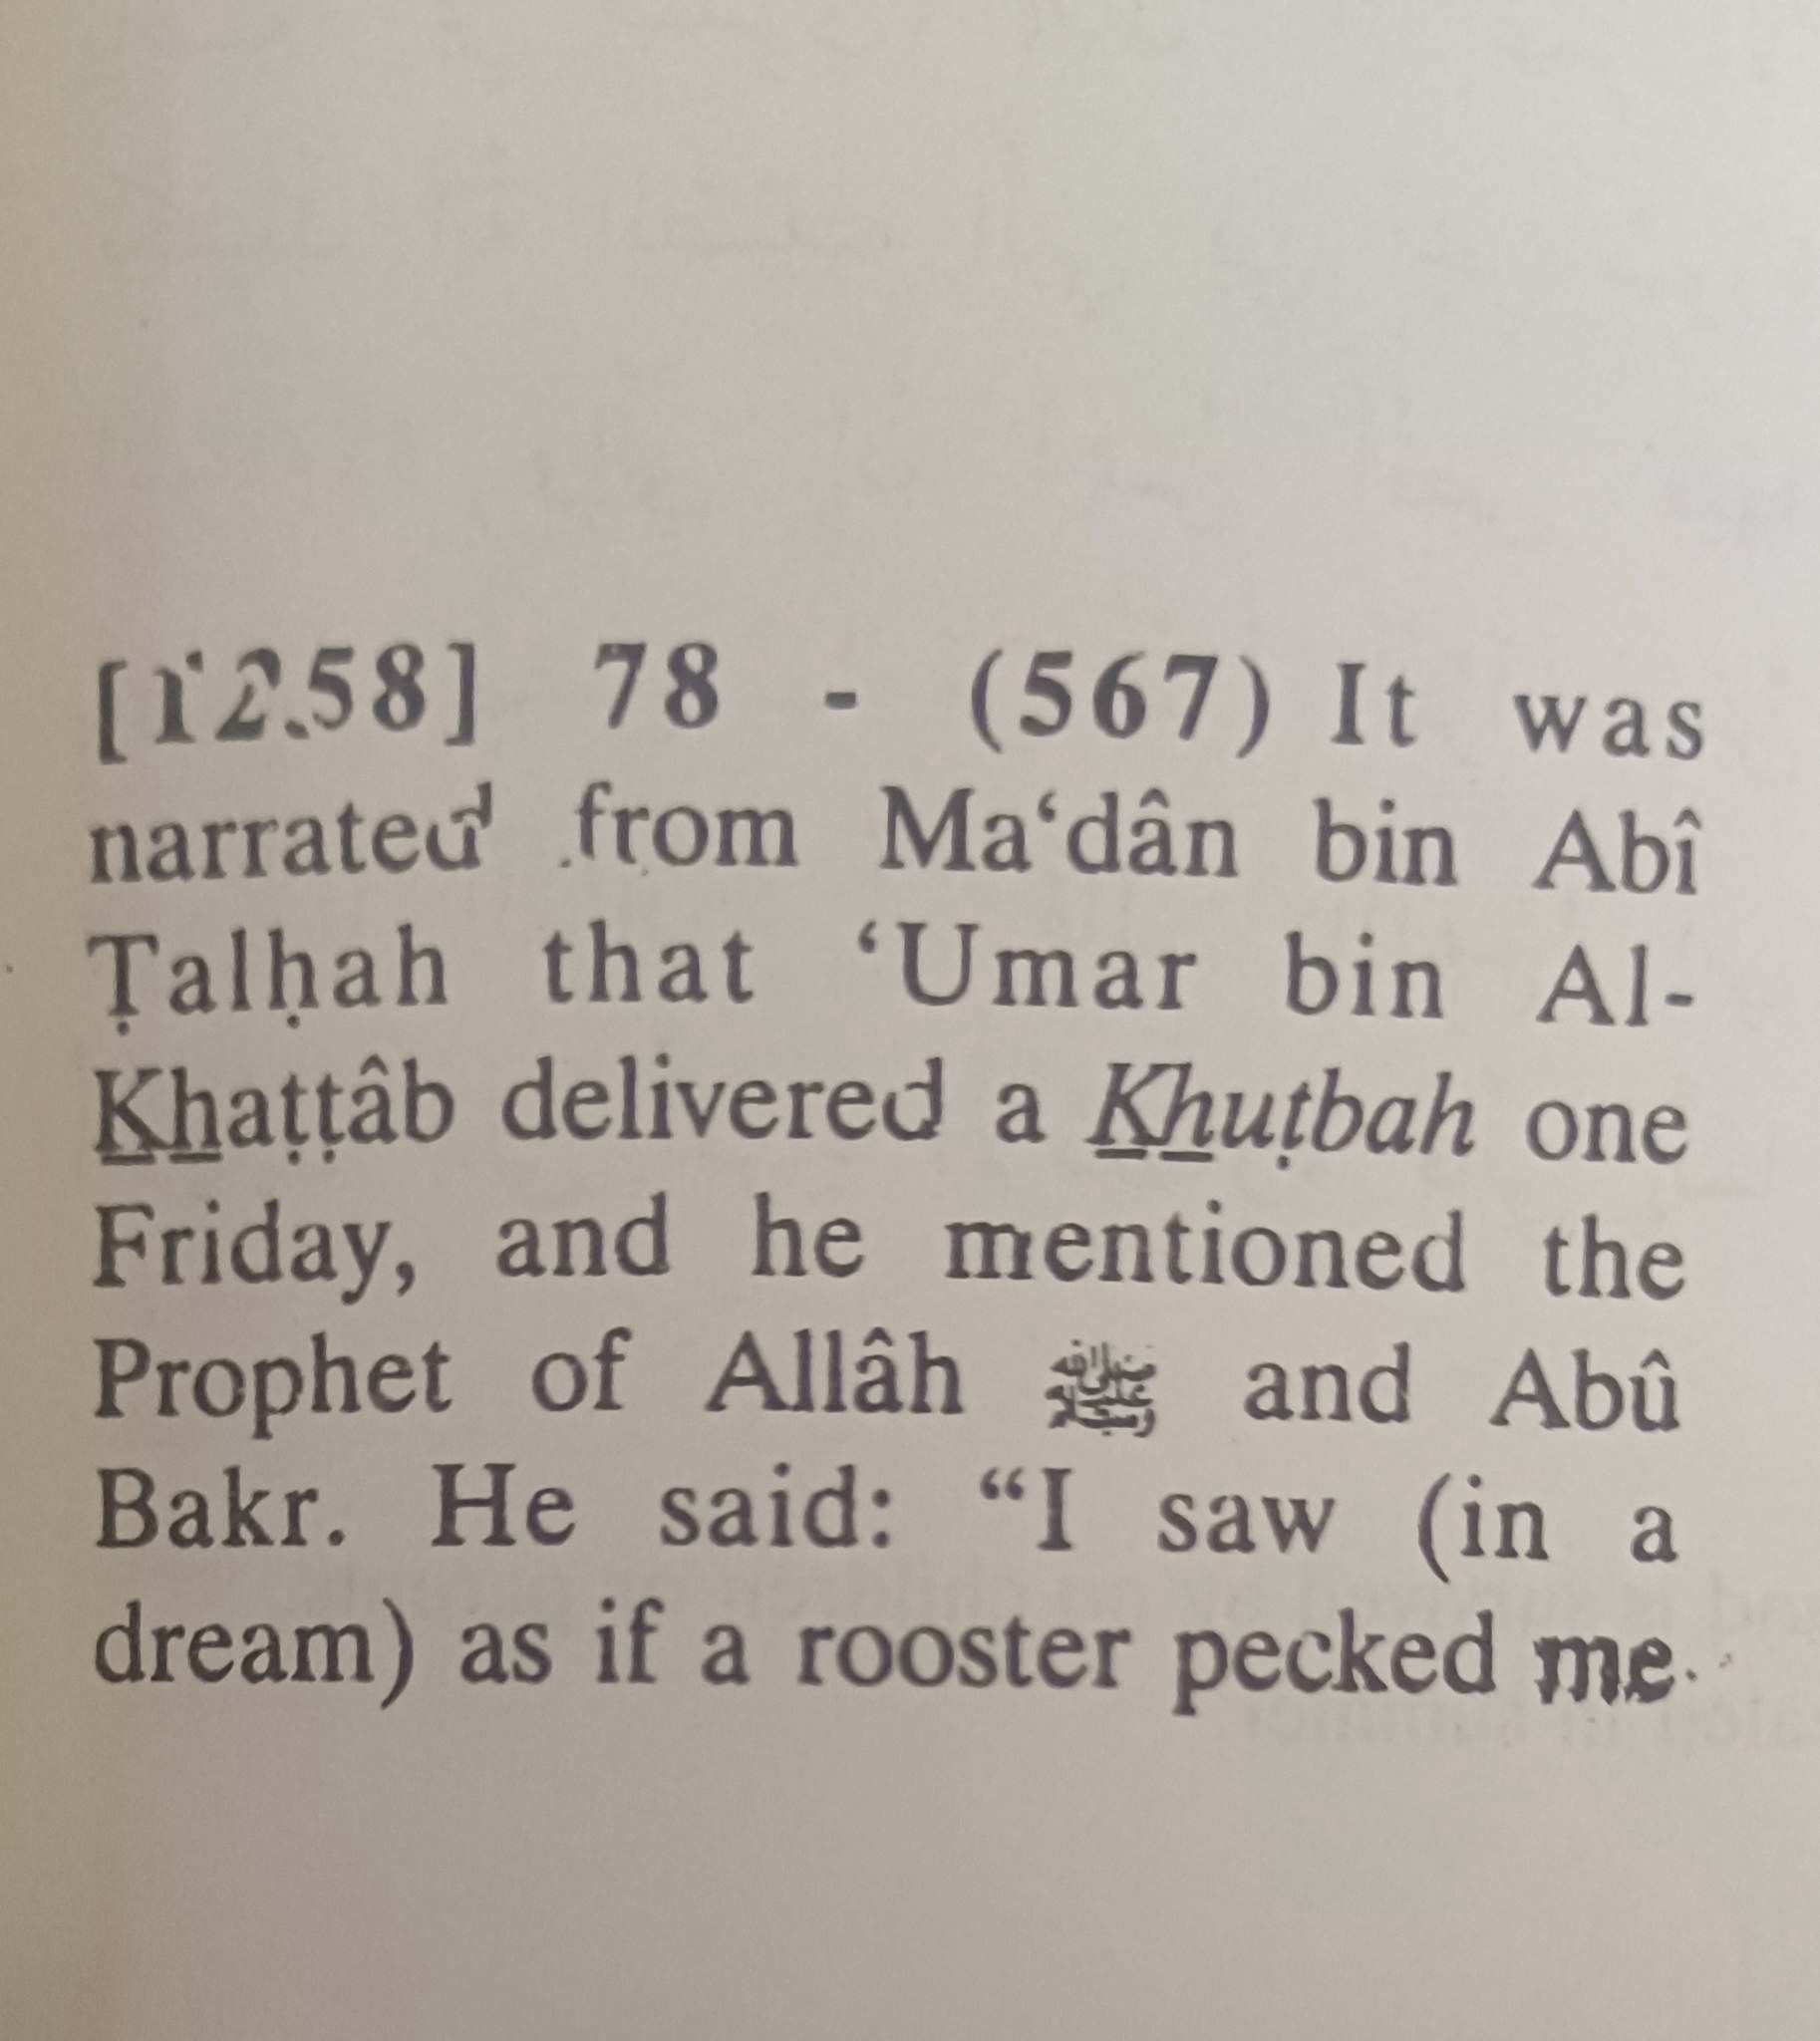 [1258] 78 - (567) It was
narrated from Ma‘dân bin Abî
Ṭalḥah that ‘Umar bin Al-
K̲h̲aṭṭâb delivered a K̲h̲uṭbah one
Friday, and he mentioned the
Prophet of Allâh ﷺ and Abû
Bakr. He said: “I saw (in a
dream) as if a rooster pecked me